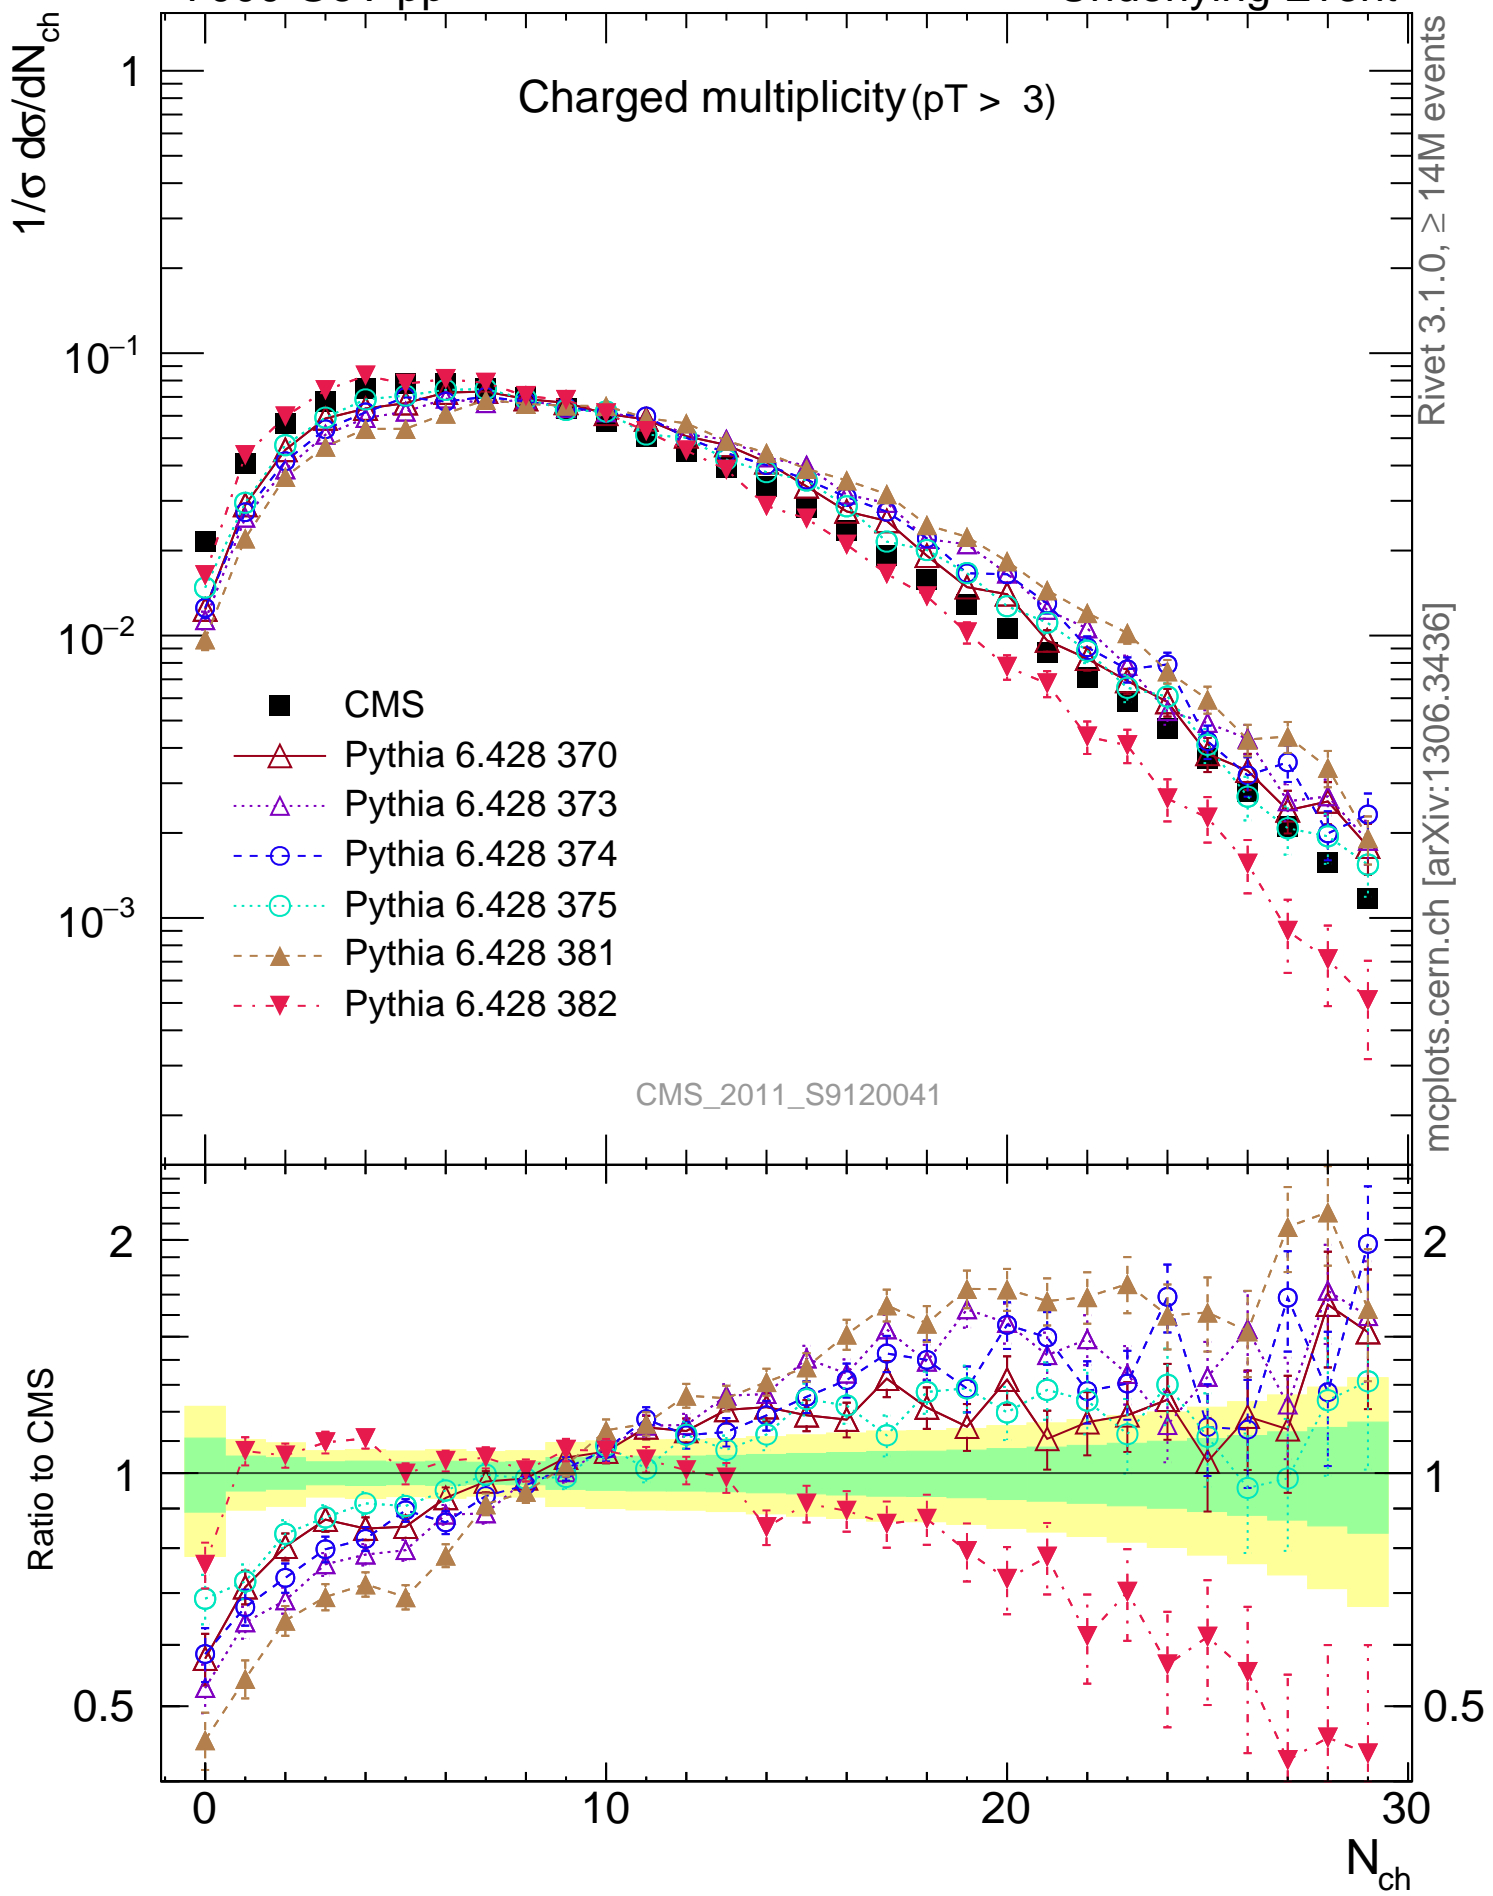 1/σ dσ/dN_ch
Charged multiplicity (pT > 3)
1
10⁻¹
10⁻²
10⁻³
CMS
Pythia 6.428 370
Pythia 6.428 373
Pythia 6.428 374
Pythia 6.428 375
Pythia 6.428 381
Pythia 6.428 382
CMS_2011_S9120041
Rivet 3.1.0, ≥ 14M events
mcplots.cern.ch [arXiv:1306.3436]
Ratio to CMS
2
1
0.5
2
1
0.5
0 10 20 30
N_ch